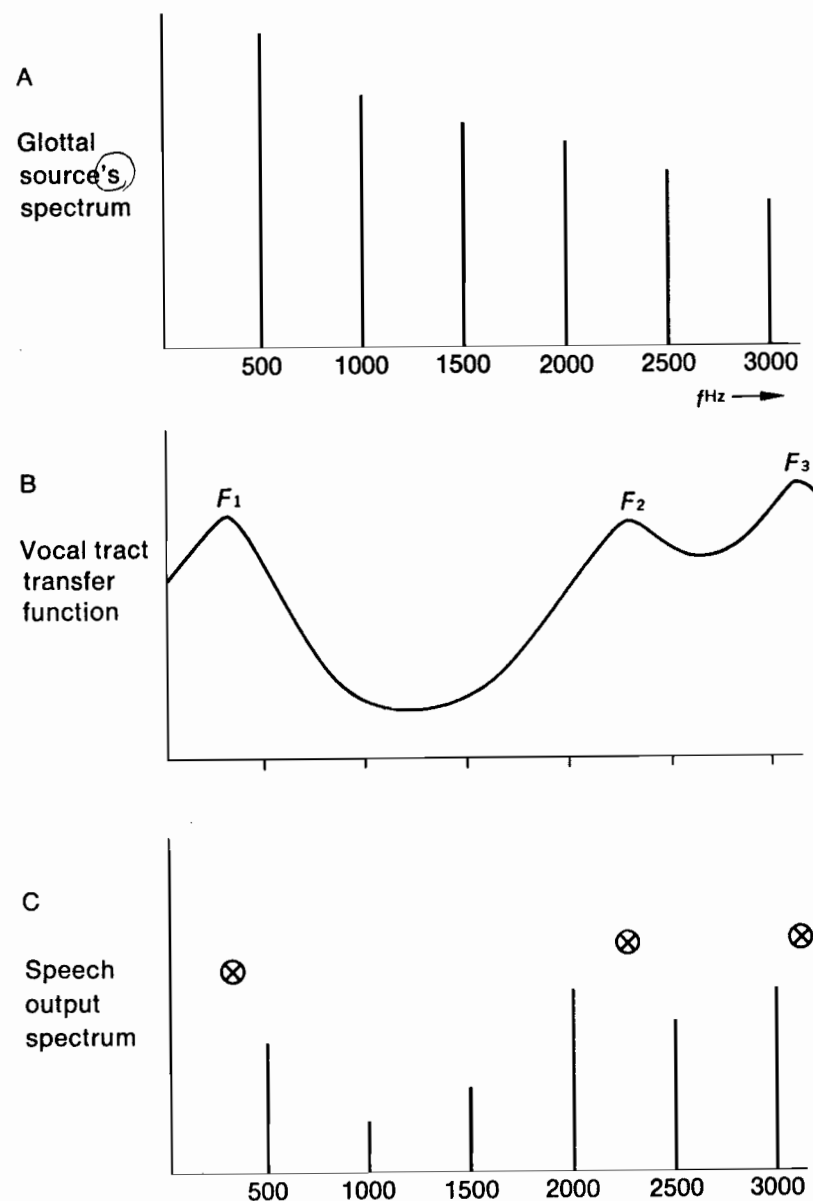 A
Glottal
source's
spectrum
500 1000 1500 2000 2500 3000
fHz
B
F1
F2
F3
Vocal tract
transfer
function
C
Speech
output
spectrum
500 1000 1500 2000 2500 3000